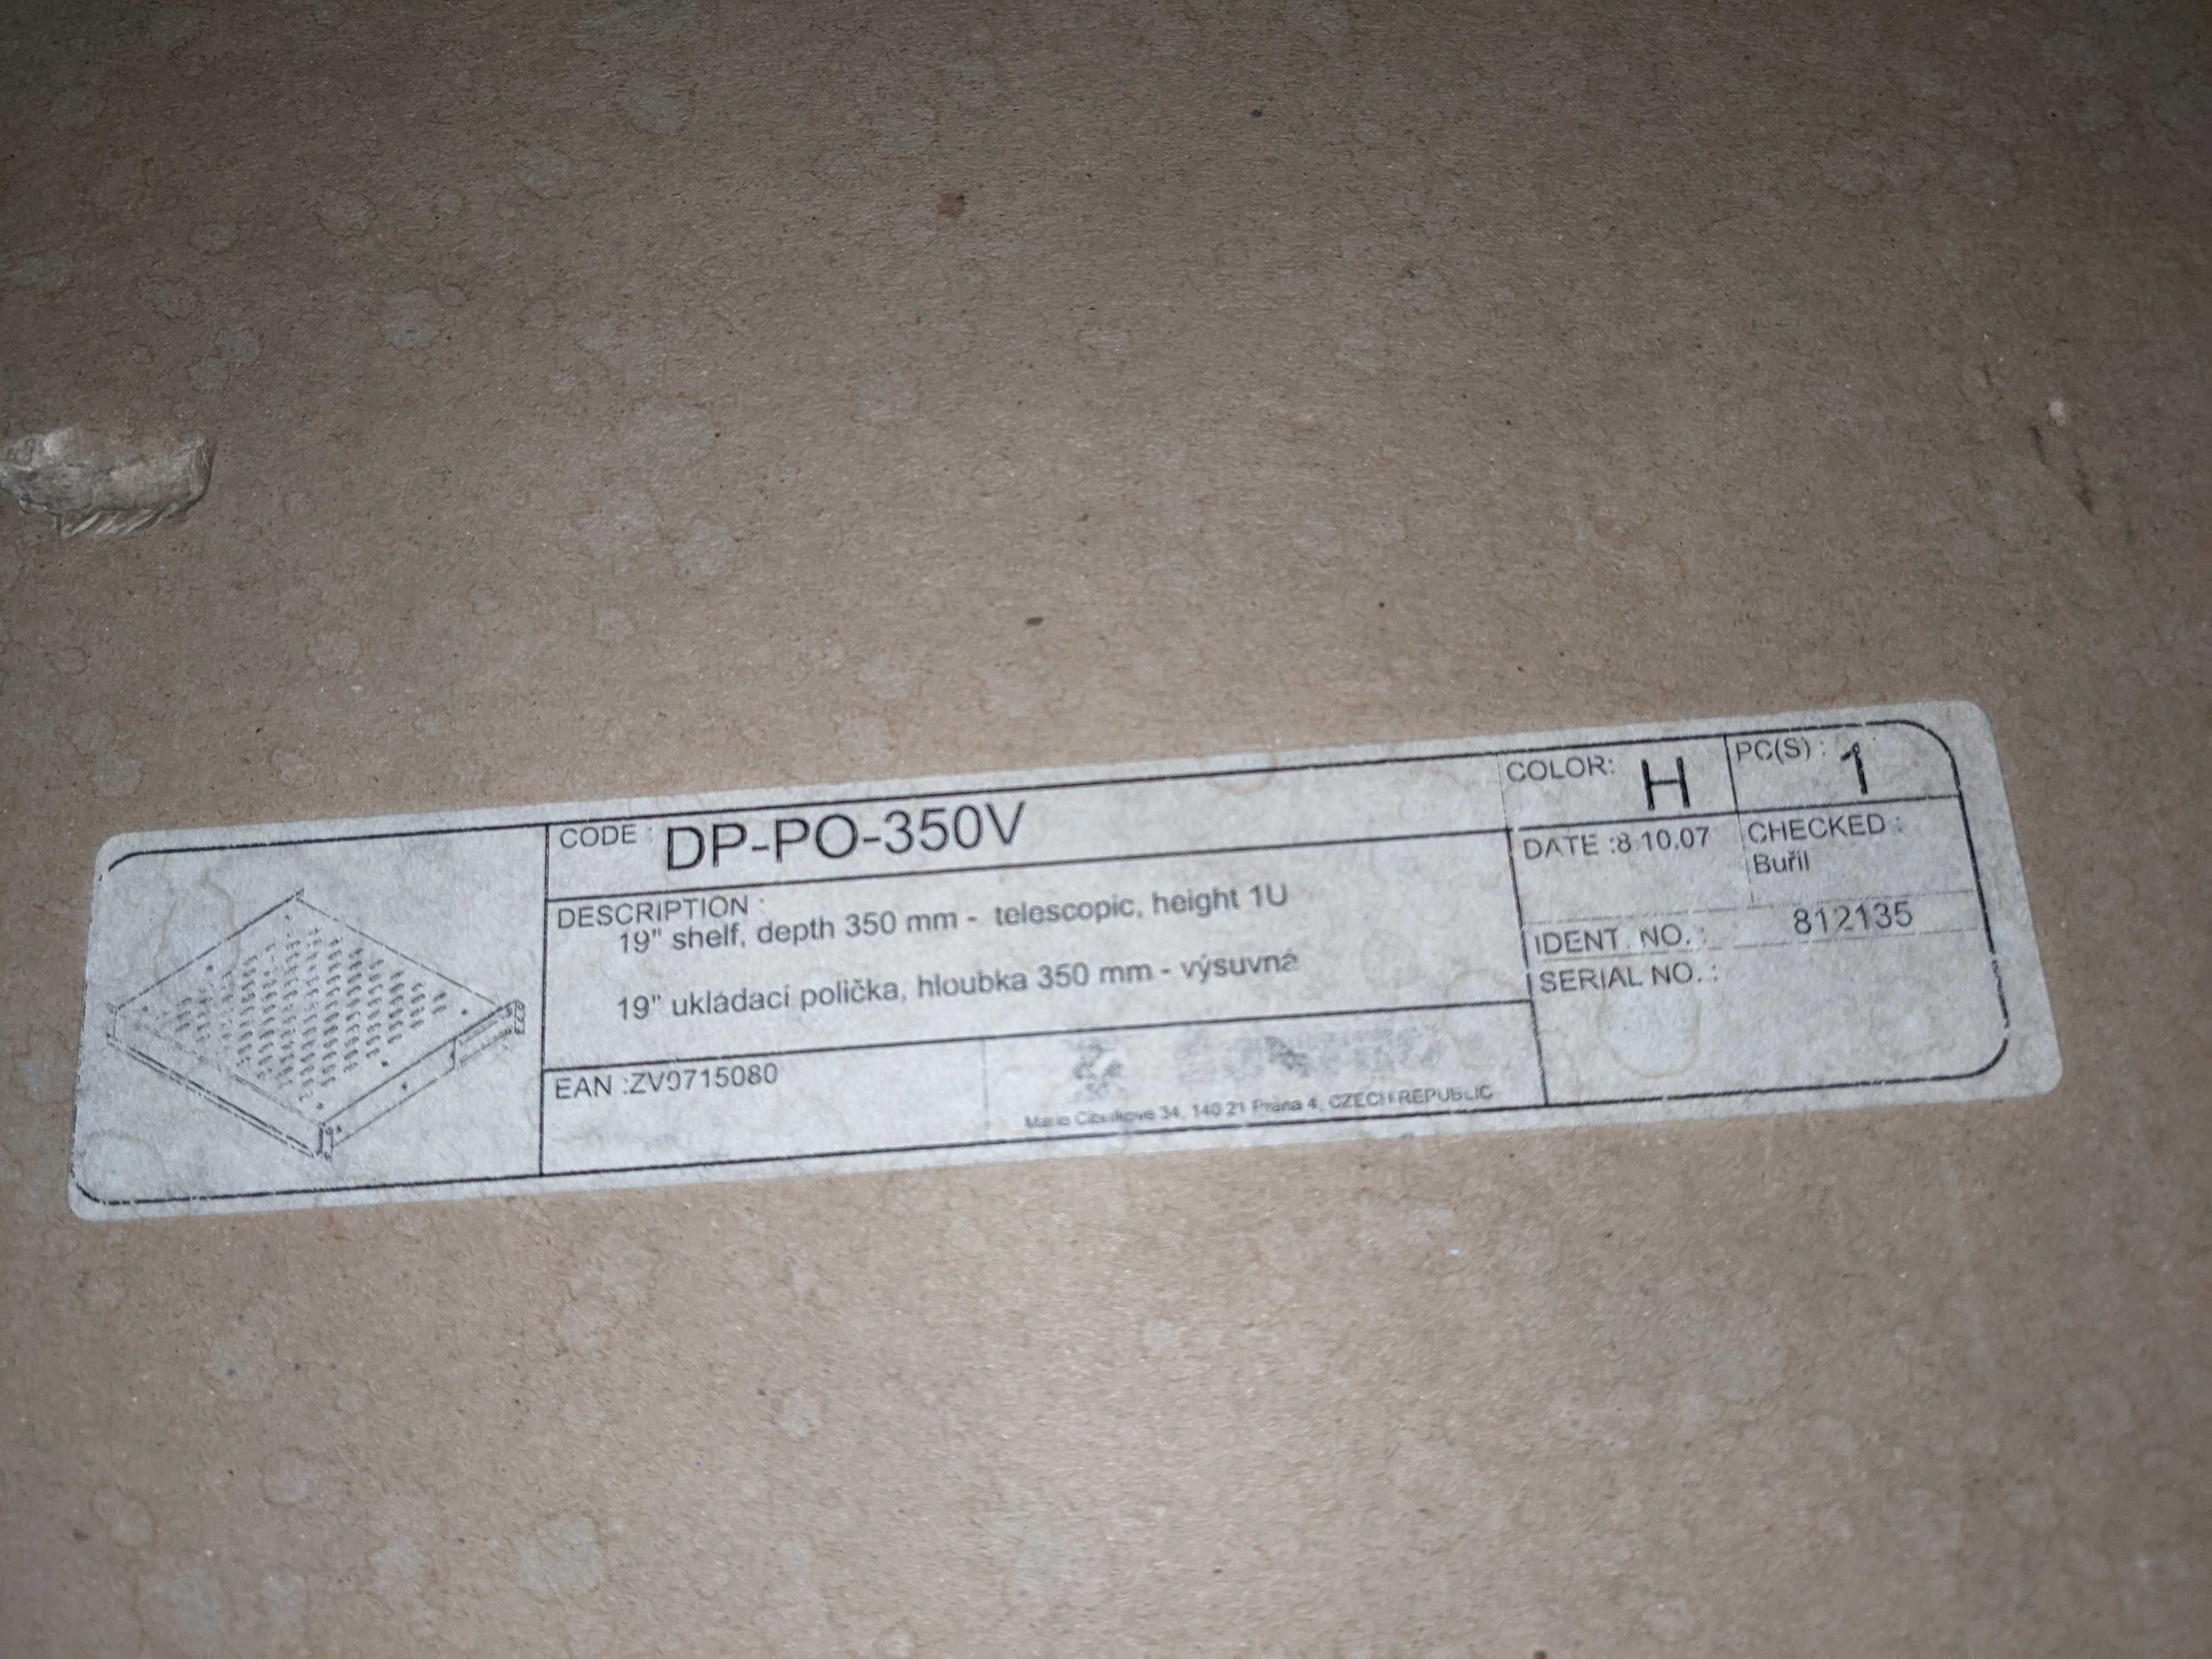 CODE : DP-PO-350V
COLOR: H
PC(S) : 1
DESCRIPTION :
19" shelf, depth 350 mm - telescopic, height 1U
19" ukládací polička, hloubka 350 mm - výsuvná
DATE :8.10.07
CHECKED :
Buřil
IDENT. NO. : 812135
SERIAL NO. :
EAN :ZV0715080
34, 140 21 Praha 4, CZECH REPUBLIC